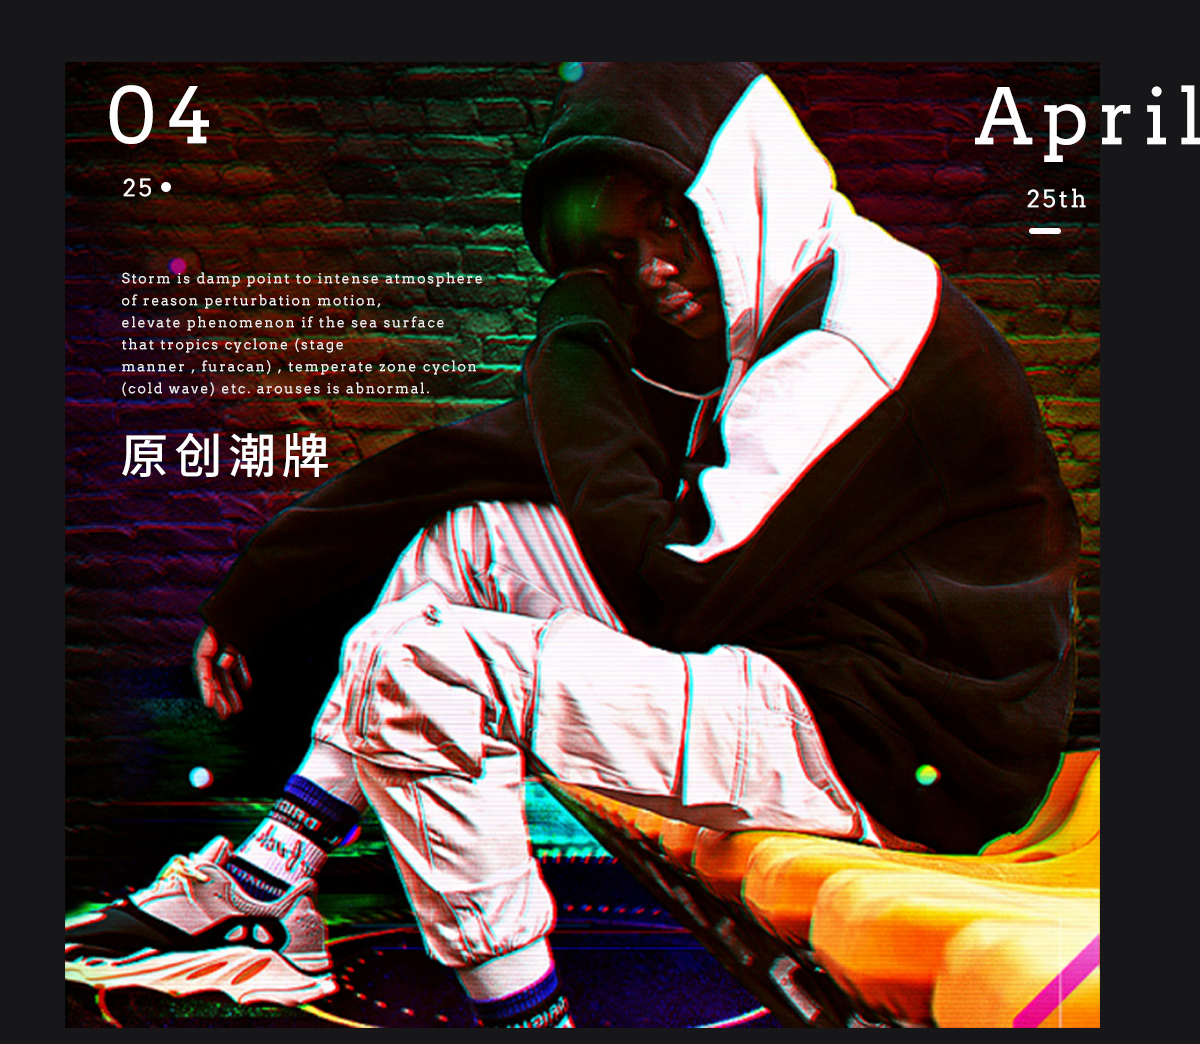 04
April
25
25th
Storm is damp point to intense atmosphere
of reason perturbation motion,
elevate phenomenon if the sea surface
that tropics cyclone (stage
manner , furacan) , temperate zone cyclon
(cold wave) etc. arouses is abnormal.
原创潮牌